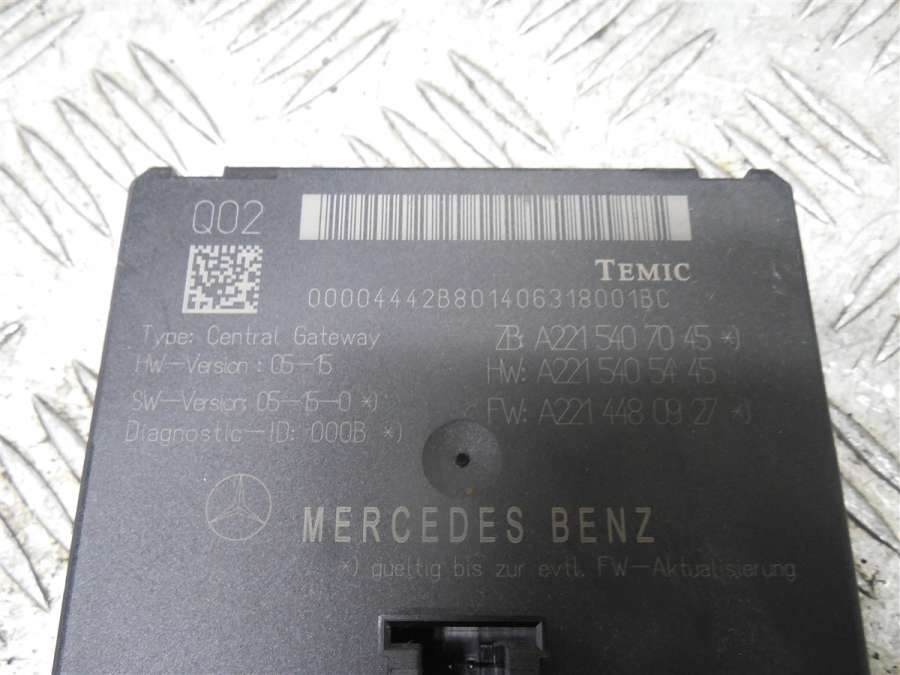 Q02
TEMIC
00004442B801406318001BC
Type: Central Gateway
HW-Version : 05-15
SW-Version: 05-15-0 *)
Diagnostic-ID: 000B *)
ZB: A221 540 70 45 *)
HW: A221 540 54 45
FW: A221 448 09 27 *)
MERCEDES BENZ
*) gueltig bis zur evtl. FW-Aktualisierung